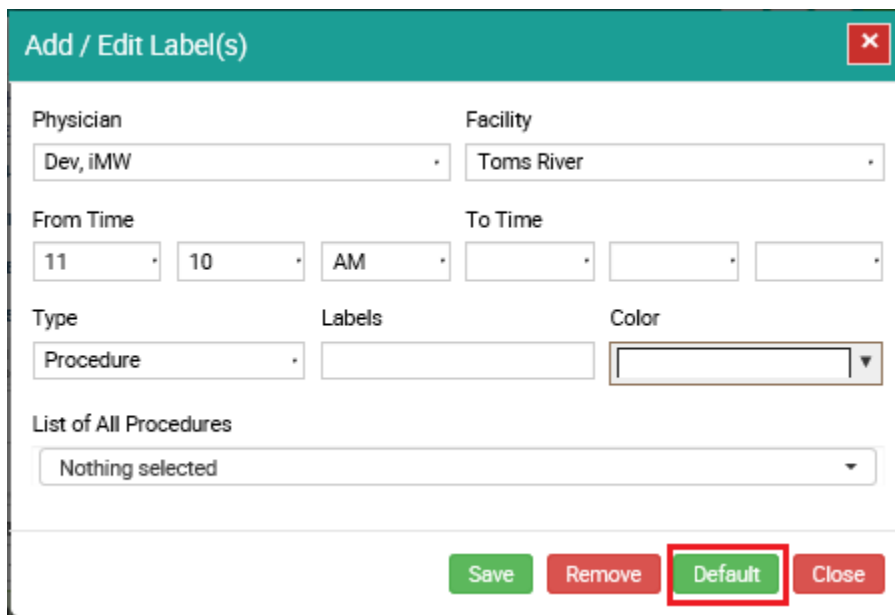 Add / Edit Label(s)
Physician Facility
Dev, iMW Toms River
From Time To Time
11 10 AM
Type Labels Color
Procedure
List of All Procedures
Nothing selected
Save Remove Default Close